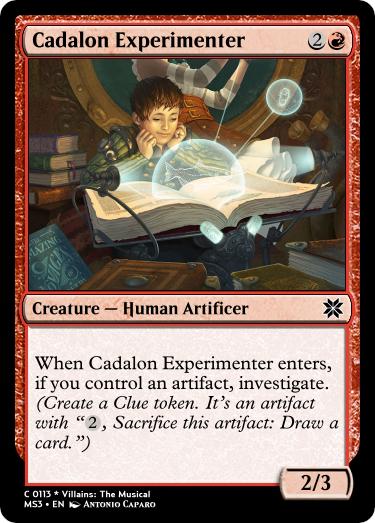 Cadalon Experimenter 2
Creature — Human Artificer
When Cadalon Experimenter enters,
if you control an artifact, investigate.
(Create a Clue token. It's an artifact
with “2, Sacrifice this artifact: Draw a
card.”)
2/3
C 0113 * Villains: The Musical
MS3 • EN Antonio Caparo